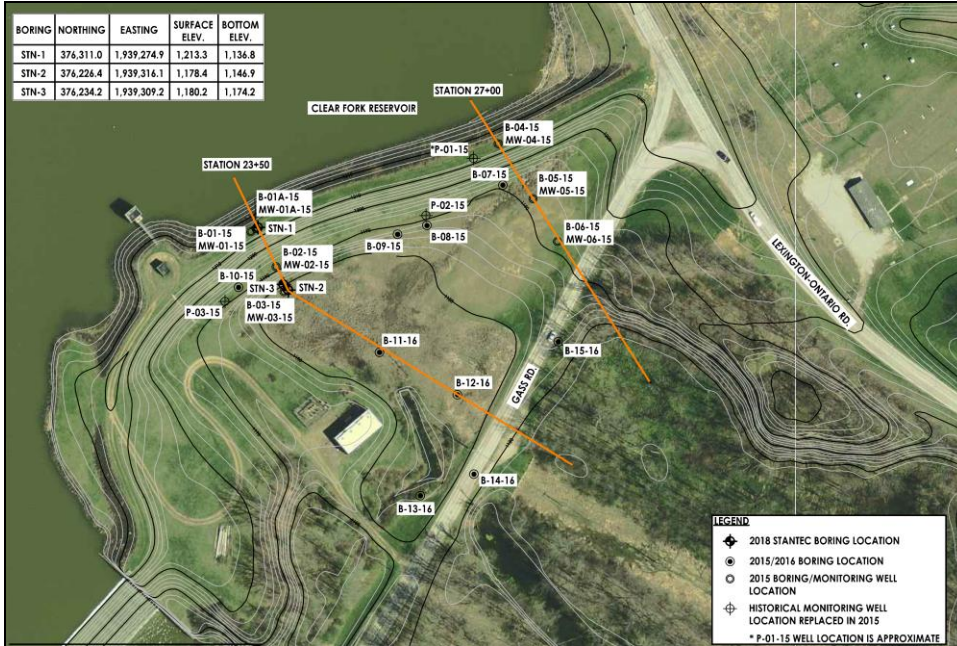 BORING NORTHING EASTING SURFACE ELEV. BOTTOM ELEV.
STN-1 376,311.0 1,939,274.9 1,213.3 1,136.8
STN-2 376,226.4 1,939,316.1 1,178.4 1,146.9
STN-3 376,234.2 1,939,309.2 1,180.2 1,174.2
CLEAR FORK RESERVOIR
STATION 27+00
B-04-15
MW-04-15
*P-01-15
B-07-15
B-05-15
MW-05-15
STATION 23+50
B-01A-15
MW-01A-15
P-02-15
STN-1
B-08-15
B-01-15
MW-01-15
B-09-15
B-06-15
MW-06-15
B-02-15
MW-02-15
B-10-15
STN-3
STN-2
B-03-15
MW-03-15
P-03-15
LEXINGTON-ONTARIO RD.
B-11-16
B-15-16
GASS RD.
B-12-16
B-14-16
B-13-16
LEGEND
2018 STANTEC BORING LOCATION
2015/2016 BORING LOCATION
2015 BORING/MONITORING WELL
LOCATION
HISTORICAL MONITORING WELL
LOCATION REPLACED IN 2015
* P-01-15 WELL LOCATION IS APPROXIMATE